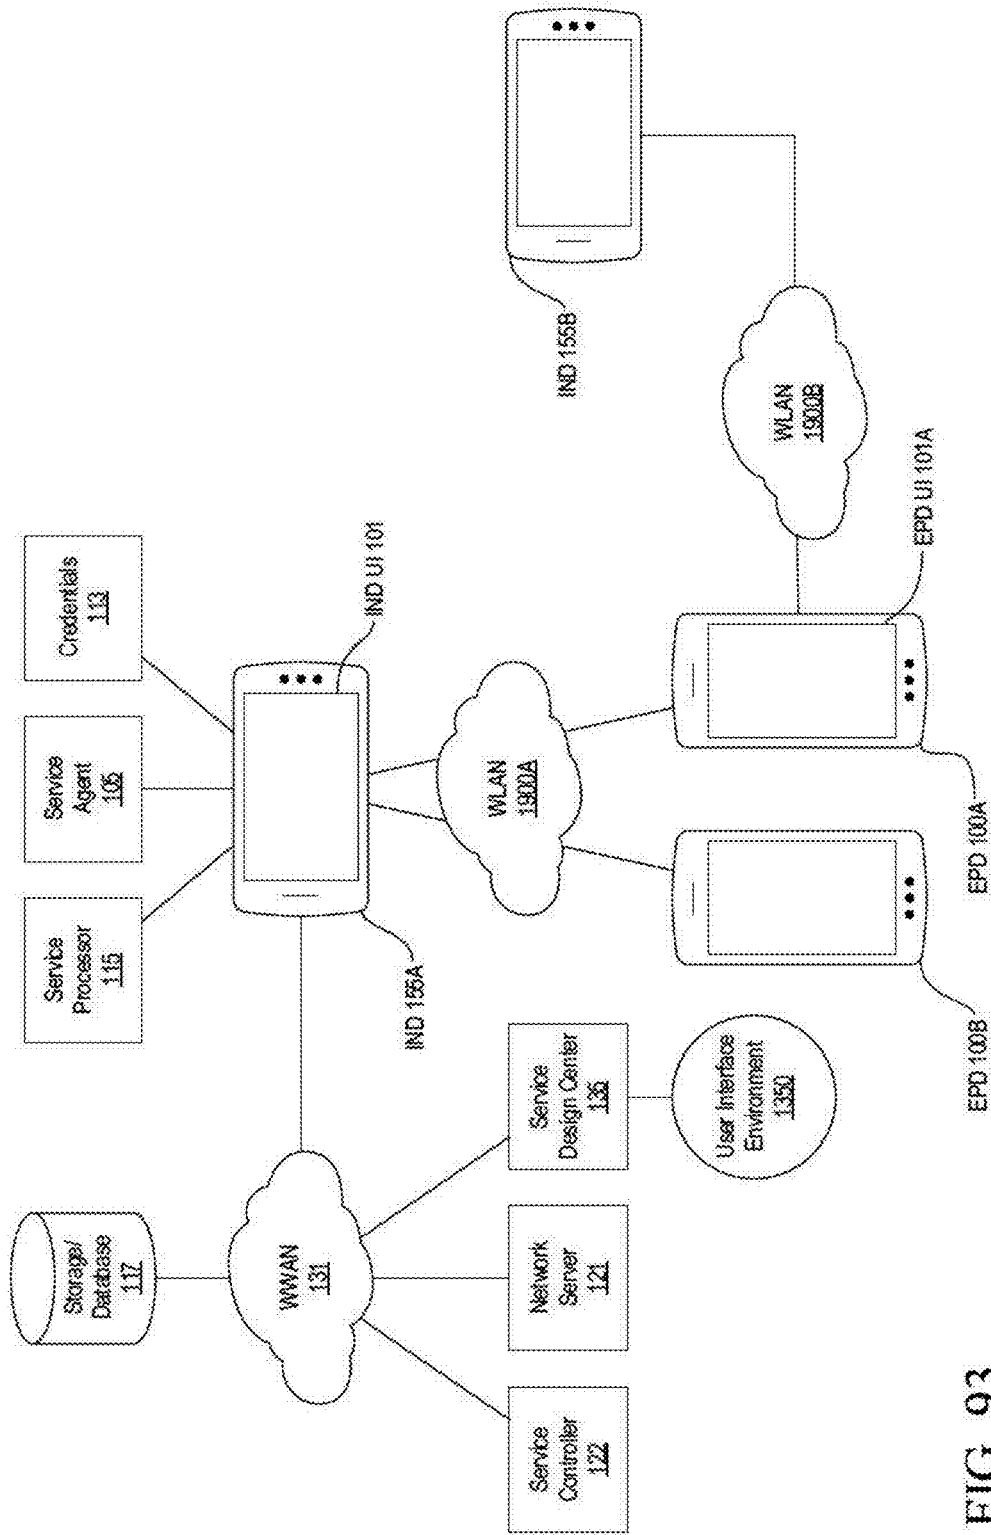 Storage/
Database
117
Service
Processor
115
Service
Agent
105
Credentials
113
WWAN
131
IND UI 101
IND 155A
Service
Controller
122
Network
Server
121
Service
Design Center
135
WLAN
1900A
IND 155B
User Interface
Environment
1350
WLAN
1900B
EPD UI 101A
EPD 100B
EPD 100A
FIG. 93